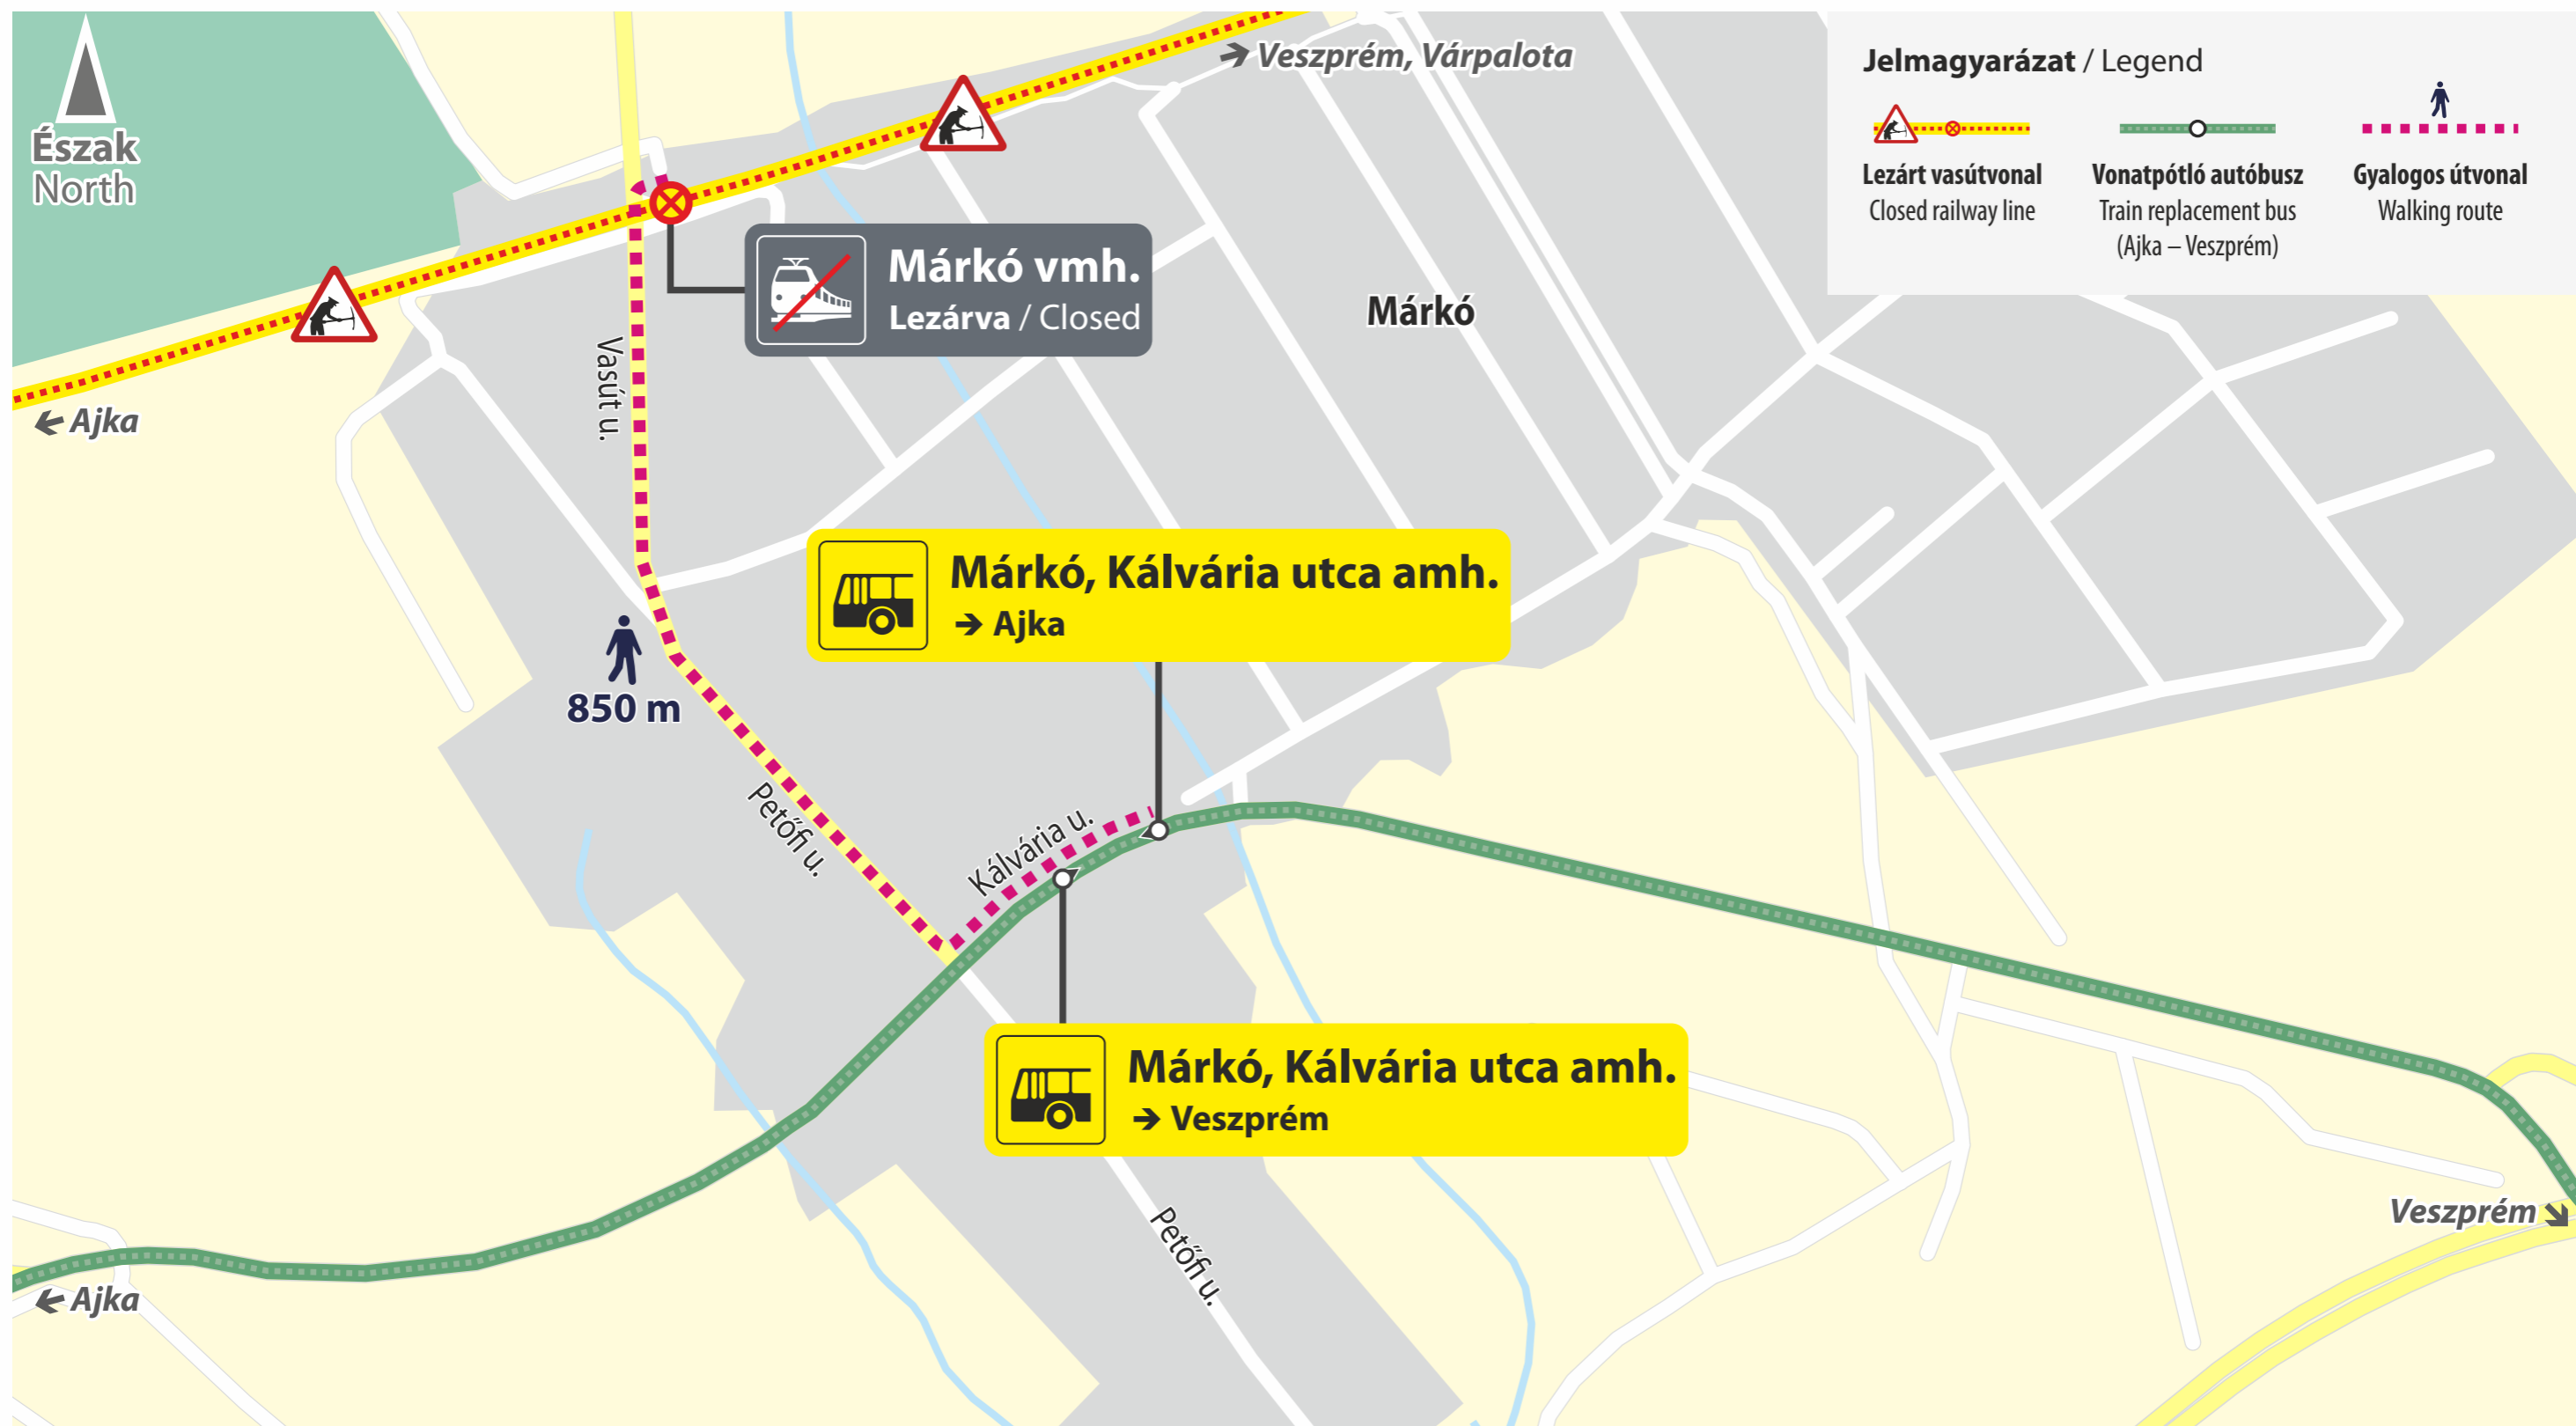 Észak
North
→ Veszprém, Várpalota
Jelmagyarázat / Legend
Lezárt vasútvonal
Closed railway line
Vonatpótló autóbusz
Train replacement bus
(Ajka – Veszprém)
Gyalogos útvonal
Walking route
Márkó vmh.
Lezárva / Closed
Márkó
← Ajka
Vasút u.
Márkó, Kálvária utca amh.
→ Ajka
850 m
Petőfi u.
Kálvária u.
Márkó, Kálvária utca amh.
→ Veszprém
Petőfi u.
Veszprém ↘
← Ajka